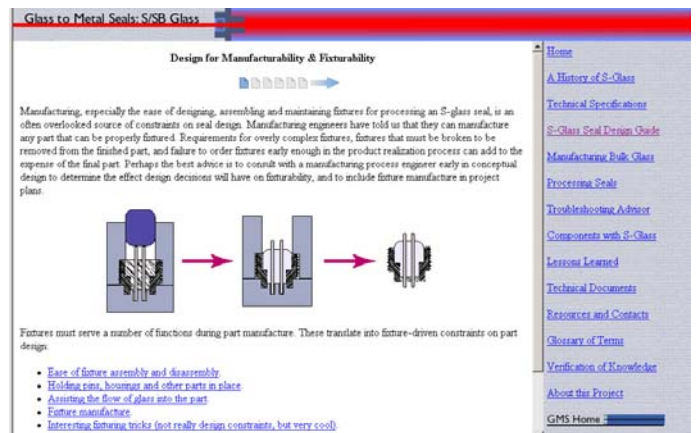 Glass to Metal Seals: S/SB Glass
Design for Manufacturability & Fixturability
Manufacturing, especially the ease of designing, assembling and maintaining fixtures for processing an S-glass seal, is an
often overlooked source of constraints on seal design. Manufacturing engineers have told us that they can manufacture
any part that can be properly fixtured. Requirements for overly complex fixtures, fixtures that must be broken to be
removed from the finished part, and failure to order fixtures early enough in the product realization process can add to the
expense of the final part. Perhaps the best advice is to consult with a manufacturing process engineer early in conceptual
design to determine the effect design decisions will have on fixturability, and to include fixture manufacture in project
plans.
Fixtures must serve a number of functions during part manufacture. These translate into fixture-driven constraints on part
design:
• Ease of fixture assembly and disassembly.
• Holding pins, housings and other parts in place.
• Assisting the flow of glass into the part.
• Fixture manufacture.
• Interesting fixturing tricks (not really design constraints, but very cool).
Home
A History of S-Glass
Technical Specifications
S-Glass Seal Design Guide
Manufacturing Bulk Glass
Processing Seals
Troubleshooting Advisor
Components with S-Glass
Lessons Learned
Technical Documents
Resources and Contacts
Glossary of Terms
Verification of Knowledge
About this Project
GMS Home